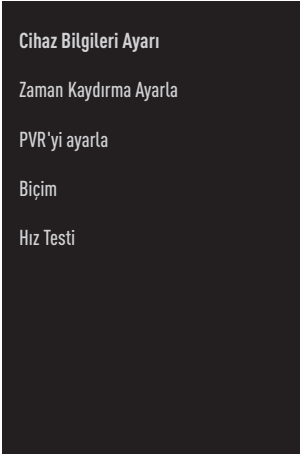 Cihaz Bilgileri Ayarı
Zaman Kaydırma Ayarla
PVR'yi ayarla
Biçim
Hız Testi